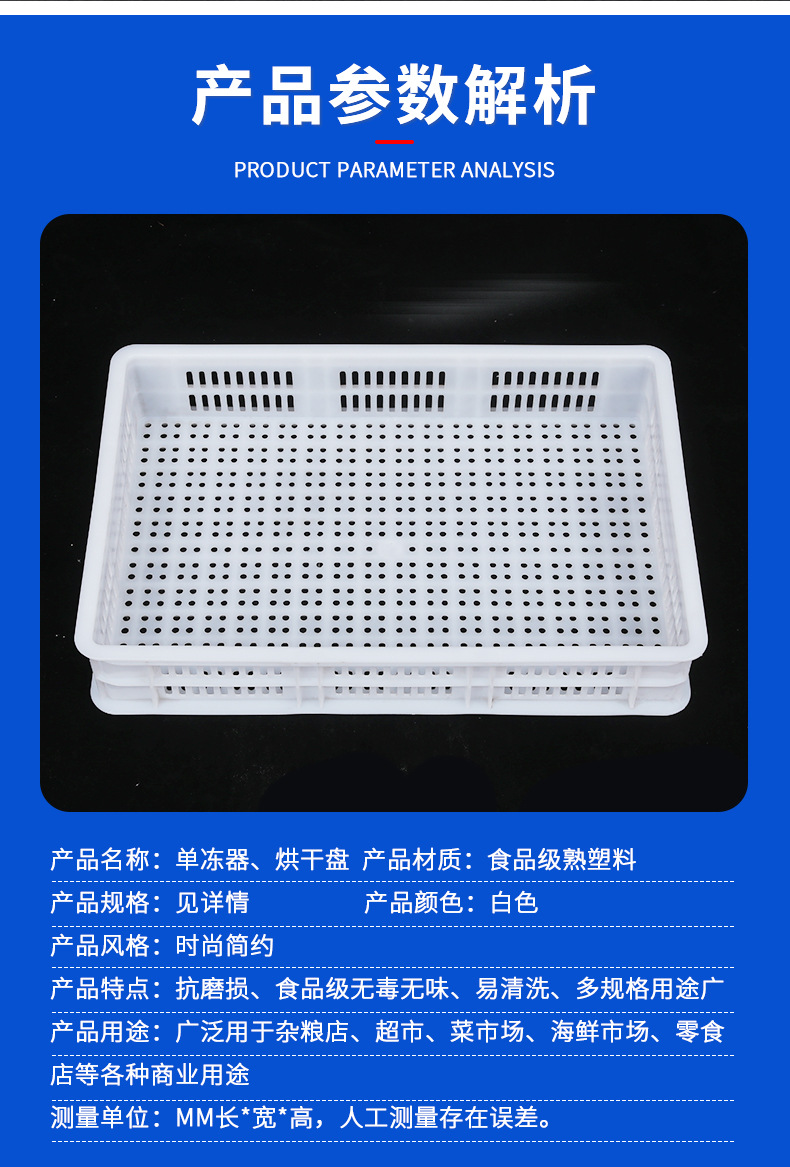 产品参数解析
PRODUCT PARAMETER ANALYSIS
产品名称：单冻器、烘干盘 产品材质：食品级熟塑料
产品规格：见详情 产品颜色：白色
产品风格：时尚简约
产品特点：抗磨损、食品级无毒无味、易清洗、多规格用途广
产品用途：广泛用于杂粮店、超市、菜市场、海鲜市场、零食
店等各种商业用途
测量单位：MM长*宽*高，人工测量存在误差。